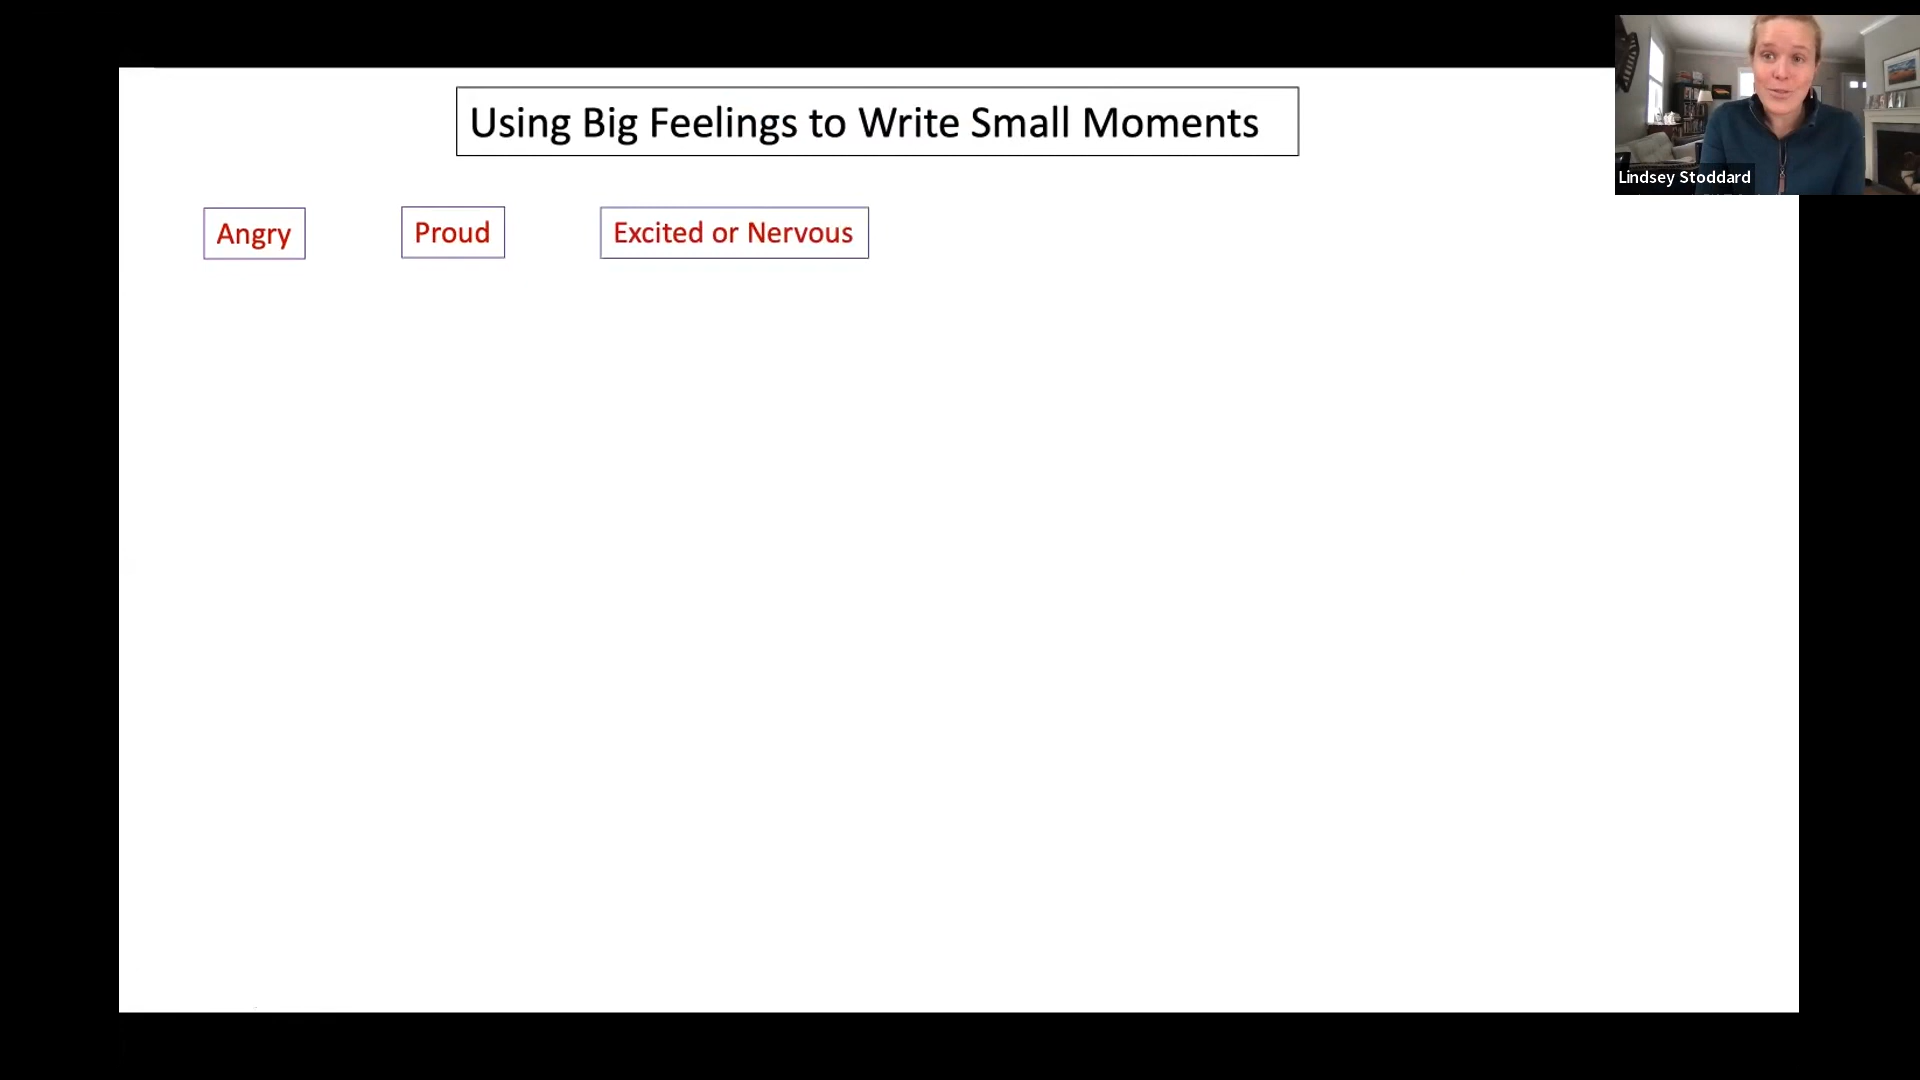 Using Big Feelings to Write Small Moments
Lindsey Stoddard
Angry
Proud
Excited or Nervous